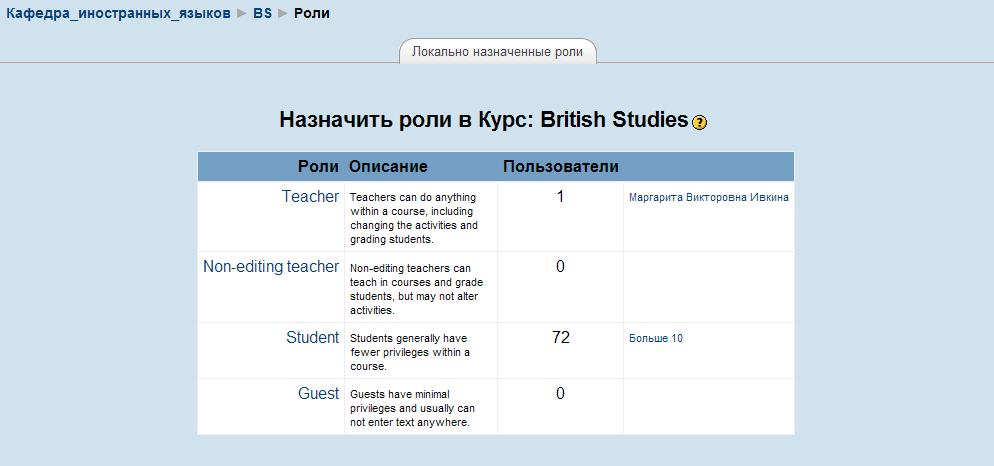 Кафедра_иностранных_языков ► BS ► Роли
Локально назначенные роли
Назначить роли в Курс: British Studies ?
Роли Описание Пользователи
Teacher Teachers can do anything 1 Маргарита Викторовна Ивкина
within a course, including
changing the activities and
grading students.
Non-editing teacher Non-editing teachers can 0
teach in courses and grade
students, but may not alter
activities.
Student Students generally have 72 Больше 10
fewer privileges within a
course.
Guest Guests have minimal 0
privileges and usually can
not enter text anywhere.